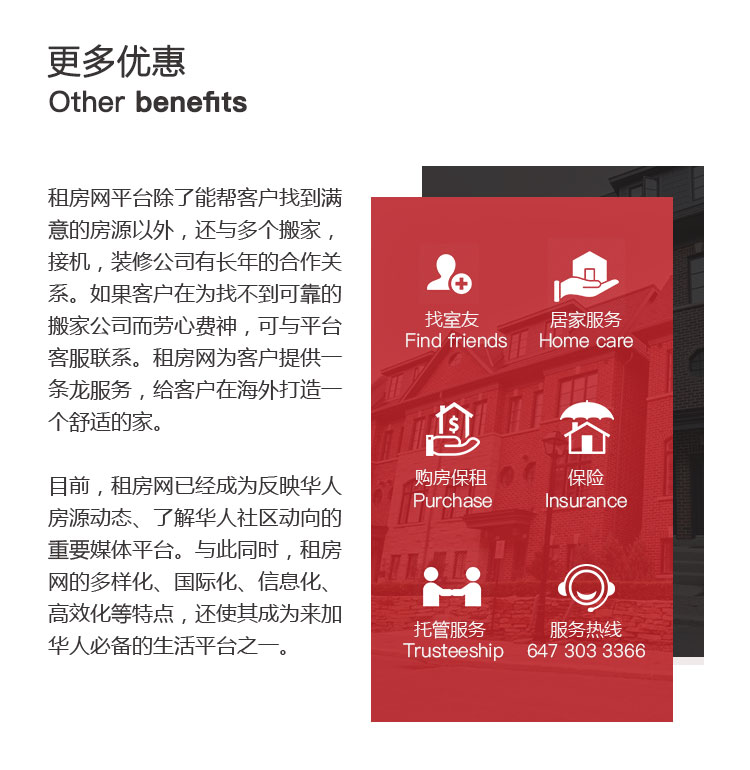 更多优惠
Other benefits
租房网平台除了能帮客户找到满
意的房源以外，还与多个搬家，
接机，装修公司有长年的合作关
系。如果客户在为找不到可靠的
搬家公司而劳心费神，可与平台
客服联系。租房网为客户提供一
条龙服务，给客户在海外打造一
个舒适的家。
目前，租房网已经成为反映华人
房源动态、了解华人社区动向的
重要媒体平台。与此同时，租房
网的多样化、国际化、信息化、
高效化等特点，还使其成为来加
华人必备的生活平台之一。
找室友
Find friends
居家服务
Home care
$
购房保租
Purchase
保险
Insurance
托管服务
Trusteeship
服务热线
647 303 3366